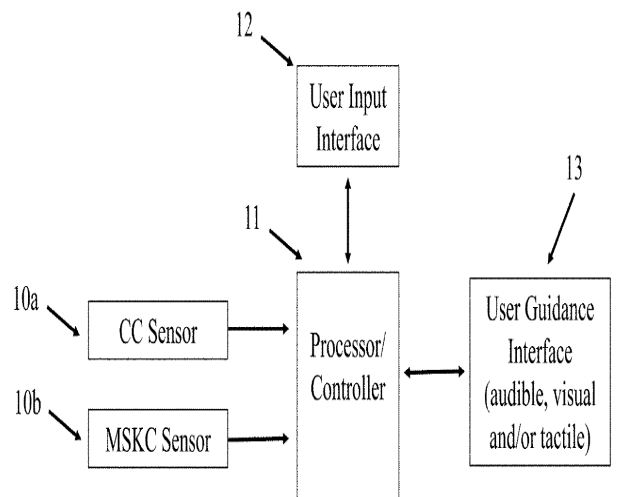 12
User Input
Interface
13
11
10a
CC Sensor
Processor/
Controller
User Guidance
Interface
(audible, visual
and/or tactile)
10b
MSKC Sensor